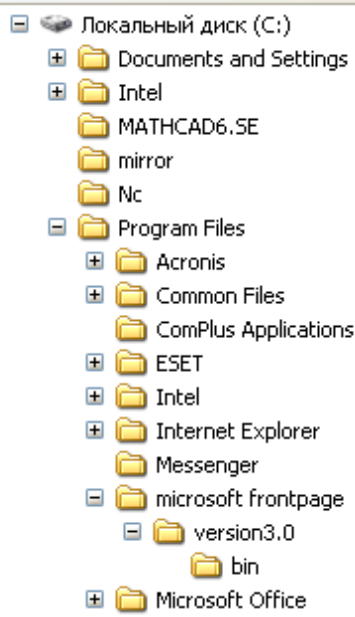 Локальный диск (C:)
Documents and Settings
Intel
MATHCAD6.SE
mirror
Nc
Program Files
Acronis
Common Files
ComPlus Applications
ESET
Intel
Internet Explorer
Messenger
microsoft frontpage
version3.0
bin
Microsoft Office